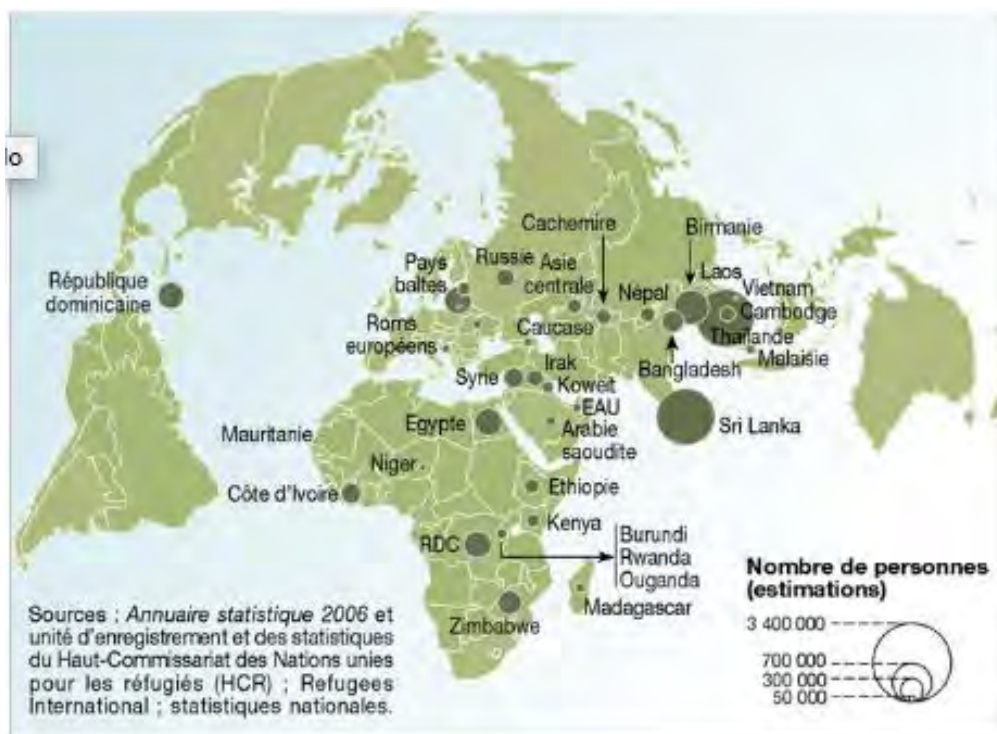 lo
Cachemire
Birmanie
République
dominicaine
Pays
baltes
Russie
Asie
centrale
Nepal
Laos
Vietnam
Cambodge
Thaïlande
Malaisie
Roms
européens
Caucase
Bangladesh
Syrie
Irak
Koweit
EAU
Arabie
saoudite
Sri Lanka
Mauritanie
Egypte
Niger
Côte d'Ivoire
Ethiopie
Kenya
RDC
Burundi
Rwanda
Ouganda
Madagascar
Zimbabwe
Nombre de personnes
(estimations)
3 400 000
700 000
300 000
50 000
Sources : Annuaire statistique 2006 et
unité d'enregistrement et des statistiques
du Haut-Commissariat des Nations unies
pour les réfugiés (HCR) ; Refugees
International ; statistiques nationales.